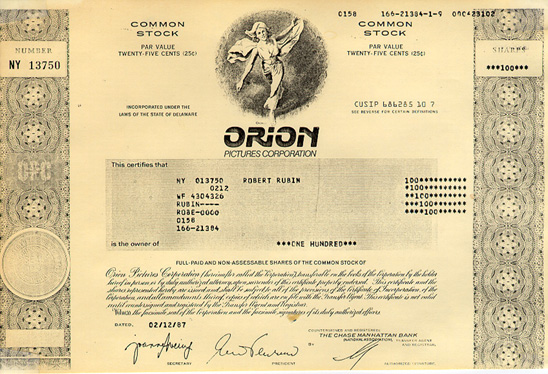 0158 166-21384-1-9 000423102
COMMON
STOCK
PAR VALUE
TWENTY-FIVE CENTS (25¢)
COMMON
STOCK
PAR VALUE
TWENTY-FIVE CENTS (25¢)
NUMBER
NY 13750
SHARES
***100***
INCORPORATED UNDER THE
LAWS OF THE STATE OF DELAWARE
CUSIP 686285 10 7
SEE REVERSE FOR CERTAIN DEFINITIONS
ORION
PICTURES CORPORATION
OPC
This certifies that
NY 013750 ROBERT RUBIN
0212
WF 4304326
RUBIN----
ROBE-0000
0158
166-21384
100*********
*100********
**100*******
***100******
****100*****
is the owner of
***ONE HUNDRED***
FULL-PAID AND NON-ASSESSABLE SHARES OF THE COMMON STOCK OF
Orion Pictures Corporation (hereinafter called the Corporation), transferable on the books of the Corporation by the holder
hereof in person or by duly authorized attorney, upon surrender of this certificate properly endorsed. This certificate and the
shares represented hereby are issued and shall be subject to all of the provisions of the Certificate of Incorporation of the
Corporation, and all amendments thereof, copies of which are on file with the Transfer Agent. This certificate is not valid
until countersigned and registered by the Transfer Agent and Registrar.
Witness the facsimile seal of the Corporation and the facsimile signatures of its duly authorized officers.
DATED, 02/12/87
COUNTERSIGNED AND REGISTERED:
THE CHASE MANHATTAN BANK
(NATIONAL ASSOCIATION), TRANSFER AGENT
AND REGISTRAR,
BY
SECRETARY
PRESIDENT
AUTHORIZED SIGNATURE.